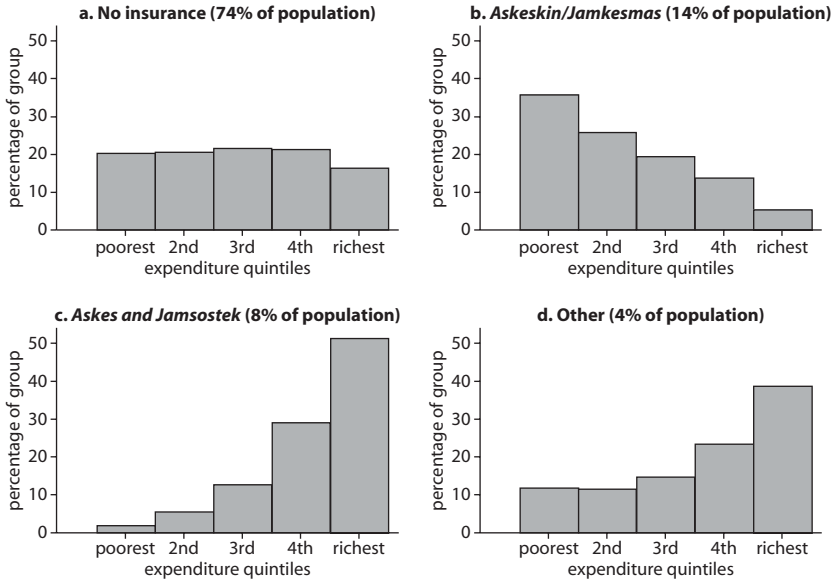 a. No insurance (74% of population)
percentage of group
50
40
30
20
10
0
poorest 2nd 3rd 4th richest
expenditure quintiles
b. Askeskin/Jamkesmas (14% of population)
percentage of group
50
40
30
20
10
0
poorest 2nd 3rd 4th richest
expenditure quintiles
c. Askes and Jamsostek (8% of population)
percentage of group
50
40
30
20
10
0
poorest 2nd 3rd 4th richest
expenditure quintiles
d. Other (4% of population)
percentage of group
50
40
30
20
10
0
poorest 2nd 3rd 4th richest
expenditure quintiles